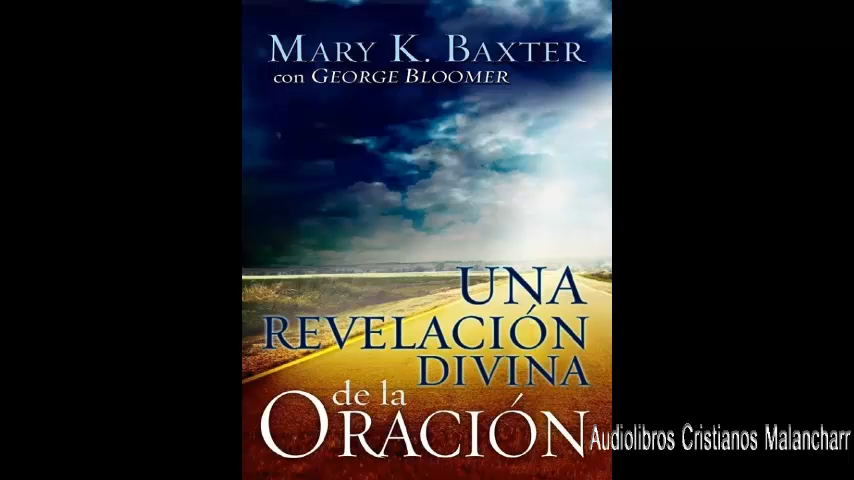 MARY K. BAXTER
con GEORGE BLOOMER
UNA
REVELACIÓN
DIVINA
de la
ORACIÓN
Audiolibros Cristianos Malancharr